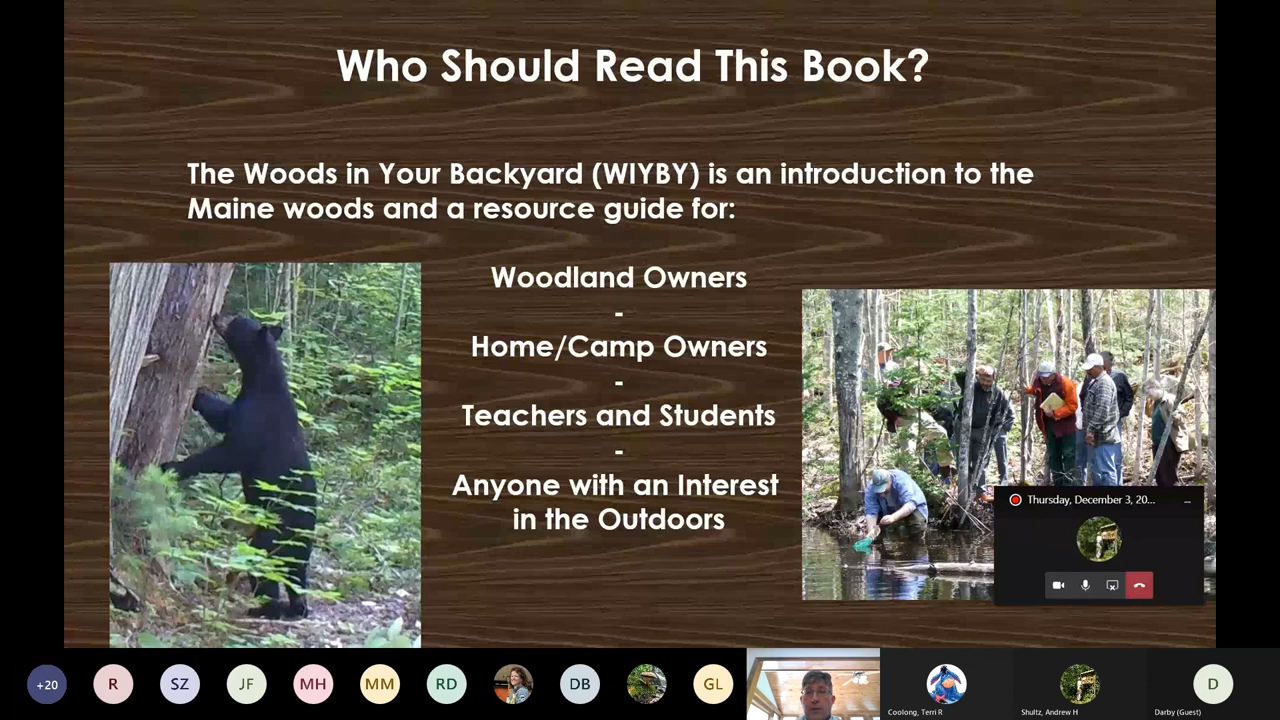 Who Should Read This Book?
The Woods in Your Backyard (WIYBY) is an introduction to the
Maine woods and a resource guide for:
Woodland Owners
-
Home/Camp Owners
-
Teachers and Students
-
Anyone with an Interest
in the Outdoors
Thursday, December 3, 20...
+20
R
SZ
JF
MH
MM
RD
DB
GL
D
Coolong, Terri R
Shultz, Andrew H
Darby (Guest)